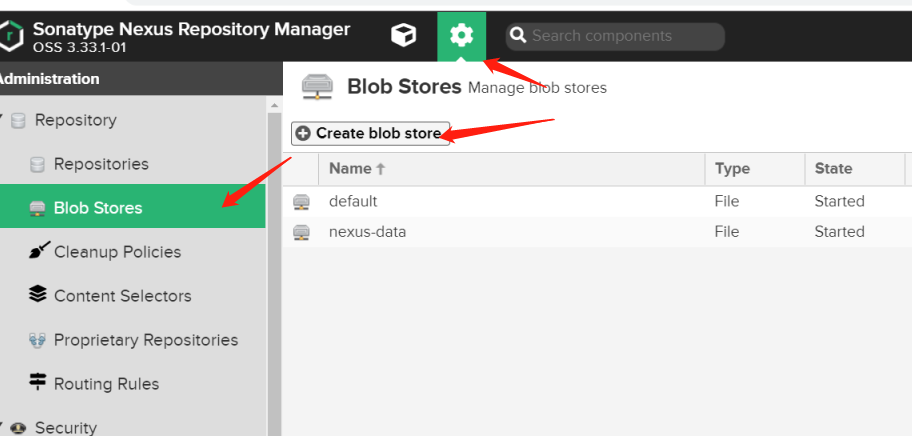 Sonatype Nexus Repository Manager
OSS 3.33.1-01
Search components
Administration
Blob Stores Manage blob stores
Repository
Create blob store
Repositories
Name Type State
Blob Stores
default File Started
nexus-data File Started
Cleanup Policies
Content Selectors
Proprietary Repositories
Routing Rules
Security